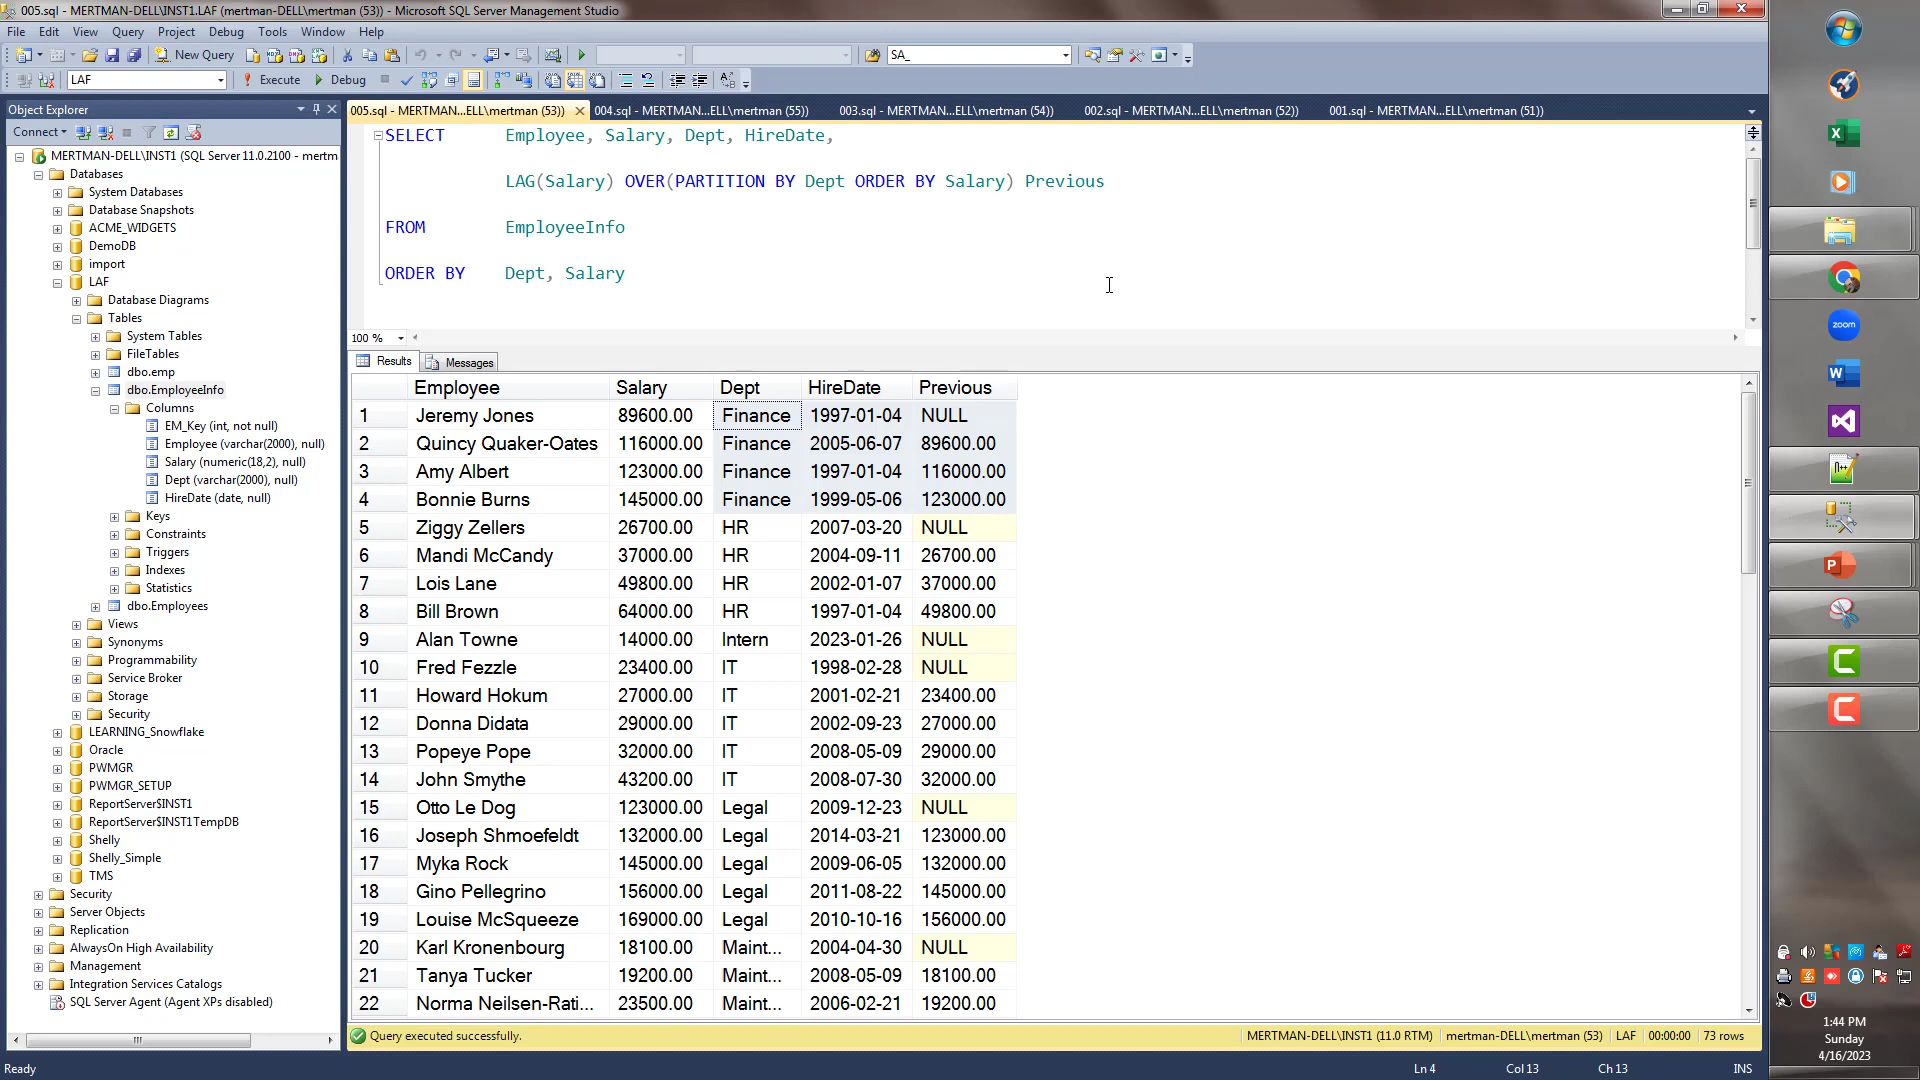 005.sql - MERTMAN-DELL\INST1.LAF (mertman-DELL\mertman (53)) - Microsoft SQL Server Management Studio
File Edit View Query Project Debug Tools Window Help
New Query SA_
LAF Execute Debug
Object Explorer
005.sql - MERTMAN...ELL\mertman (53)) 004.sql - MERTMAN...ELL\mertman (55)) 003.sql - MERTMAN...ELL\mertman (54)) 002.sql - MERTMAN...ELL\mertman (52)) 001.sql - MERTMAN...ELL\mertman (51))
Connect
MERTMAN-DELL\INST1 (SQL Server 11.0.2100 - mertm
Databases
System Databases
Database Snapshots
ACME_WIDGETS
DemoDB
import
LAF
Database Diagrams
Tables
System Tables
FileTables
dbo.emp
dbo.EmployeeInfo
Columns
EM_Key (int, not null)
Employee (varchar(2000), null)
Salary (numeric(18,2), null)
Dept (varchar(2000), null)
HireDate (date, null)
Keys
Constraints
Triggers
Indexes
Statistics
dbo.Employees
Views
Synonyms
Programmability
Service Broker
Storage
Security
LEARNING_Snowflake
Oracle
PWMGR
PWMGR_SETUP
ReportServer$INST1
ReportServer$INST1TempDB
Shelly
Shelly_Simple
TMS
Security
Server Objects
Replication
AlwaysOn High Availability
Management
Integration Services Catalogs
SQL Server Agent (Agent XPs disabled)
SELECT Employee, Salary, Dept, HireDate,
LAG(Salary) OVER(PARTITION BY Dept ORDER BY Salary) Previous
FROM EmployeeInfo
ORDER BY Dept, Salary
100 %
Results Messages
Employee Salary Dept HireDate Previous
1 Jeremy Jones 89600.00 Finance 1997-01-04 NULL
2 Quincy Quaker-Oates 116000.00 Finance 2005-06-07 89600.00
3 Amy Albert 123000.00 Finance 1997-01-04 116000.00
4 Bonnie Burns 145000.00 Finance 1999-05-06 123000.00
5 Ziggy Zellers 26700.00 HR 2007-03-20 NULL
6 Mandi McCandy 37000.00 HR 2004-09-11 26700.00
7 Lois Lane 49800.00 HR 2002-01-07 37000.00
8 Bill Brown 64000.00 HR 1997-01-04 49800.00
9 Alan Towne 14000.00 Intern 2023-01-26 NULL
10 Fred Fezzle 23400.00 IT 1998-02-28 NULL
11 Howard Hokum 27000.00 IT 2001-02-21 23400.00
12 Donna Didata 29000.00 IT 2002-09-23 27000.00
13 Popeye Pope 32000.00 IT 2008-05-09 29000.00
14 John Smythe 43200.00 IT 2008-07-30 32000.00
15 Otto Le Dog 123000.00 Legal 2009-12-23 NULL
16 Joseph Shmoefeldt 132000.00 Legal 2014-03-21 123000.00
17 Myka Rock 145000.00 Legal 2009-06-05 132000.00
18 Gino Pellegrino 156000.00 Legal 2011-08-22 145000.00
19 Louise McSqueeze 169000.00 Legal 2010-10-16 156000.00
20 Karl Kronenbourg 18100.00 Maint... 2004-04-30 NULL
21 Tanya Tucker 19200.00 Maint... 2008-05-09 18100.00
22 Norma Neilsen-Rati... 23500.00 Maint... 2006-02-21 19200.00
Query executed successfully. MERTMAN-DELL\INST1 (11.0 RTM) mertman-DELL\mertman (53) LAF 00:00:00 73 rows
Ready Ln 4 Col 13 Ch 13 INS
zoom
1:44 PM
Sunday
4/16/2023